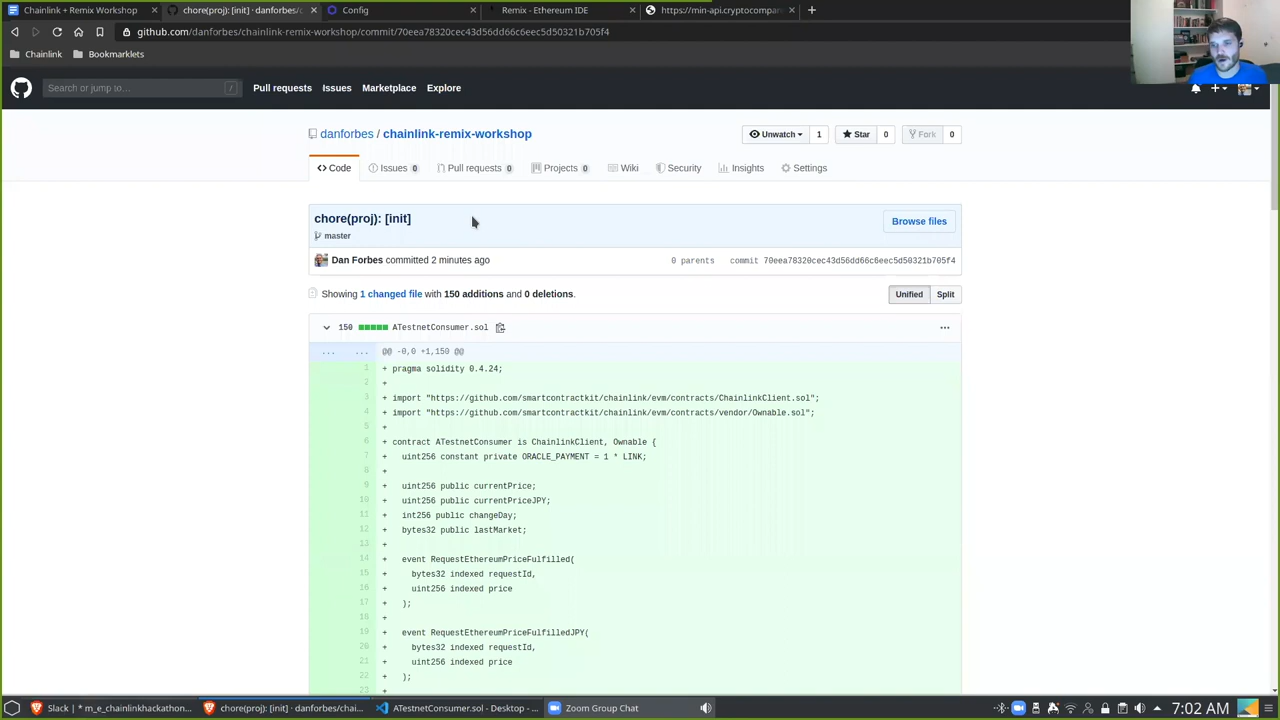 Chainlink + Remix Workshop
chore(proj): [init] · danforbes/c
Config
Remix - Ethereum IDE
https://min-api.cryptocompar
github.com/danforbes/chainlink-remix-workshop/commit/70eea78320cec43d56dd66c6eec5d50321b705f4
Chainlink
Bookmarklets
Search or jump to…
/
Pull requests
Issues
Marketplace
Explore
danforbes / chainlink-remix-workshop
Unwatch 1
Star 0
Fork 0
<> Code
Issues 0
Pull requests 0
Projects 0
Wiki
Security
Insights
Settings
chore(proj): [init]
Browse files
master
Dan Forbes committed 2 minutes ago
0 parents commit 70eea78320cec43d56dd66c6eec5d50321b705f4
Showing 1 changed file with 150 additions and 0 deletions.
Unified Split
150 ATestnetConsumer.sol
... ... @@ -0,0 +1,150 @@
1 + pragma solidity 0.4.24;
2 +
3 + import "https://github.com/smartcontractkit/chainlink/evm/contracts/ChainlinkClient.sol";
4 + import "https://github.com/smartcontractkit/chainlink/evm/contracts/vendor/Ownable.sol";
5 +
6 + contract ATestnetConsumer is ChainlinkClient, Ownable {
7 + uint256 constant private ORACLE_PAYMENT = 1 * LINK;
8 +
9 + uint256 public currentPrice;
10 + uint256 public currentPriceJPY;
11 + int256 public changeDay;
12 + bytes32 public lastMarket;
13 +
14 + event RequestEthereumPriceFulfilled(
15 + bytes32 indexed requestId,
16 + uint256 indexed price
17 + );
18 +
19 + event RequestEthereumPriceFulfilledJPY(
20 + bytes32 indexed requestId,
21 + uint256 indexed price
22 + );
23 +
Slack | * m_e_chainlinkhackathon...
chore(proj): [init] · danforbes/chai...
ATestnetConsumer.sol - Desktop - ...
Zoom Group Chat
7:02 AM